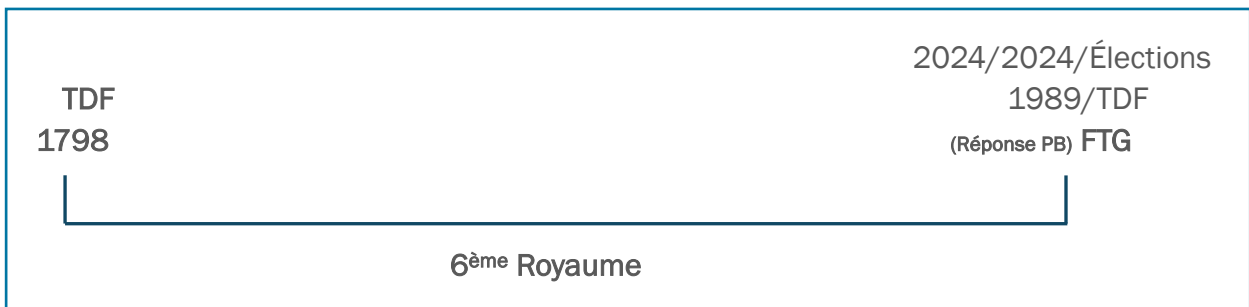 TDF
1798
2024/2024/Élections
1989/TDF
(Réponse PB) FTG
6ème Royaume